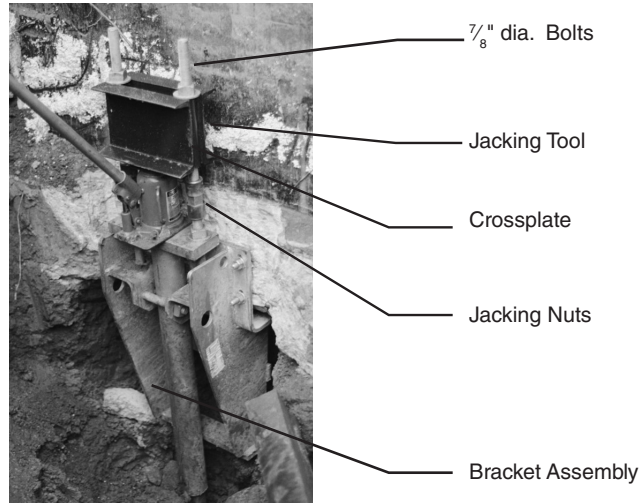 ⅞" dia. Bolts
Jacking Tool
Crossplate
Jacking Nuts
Bracket Assembly